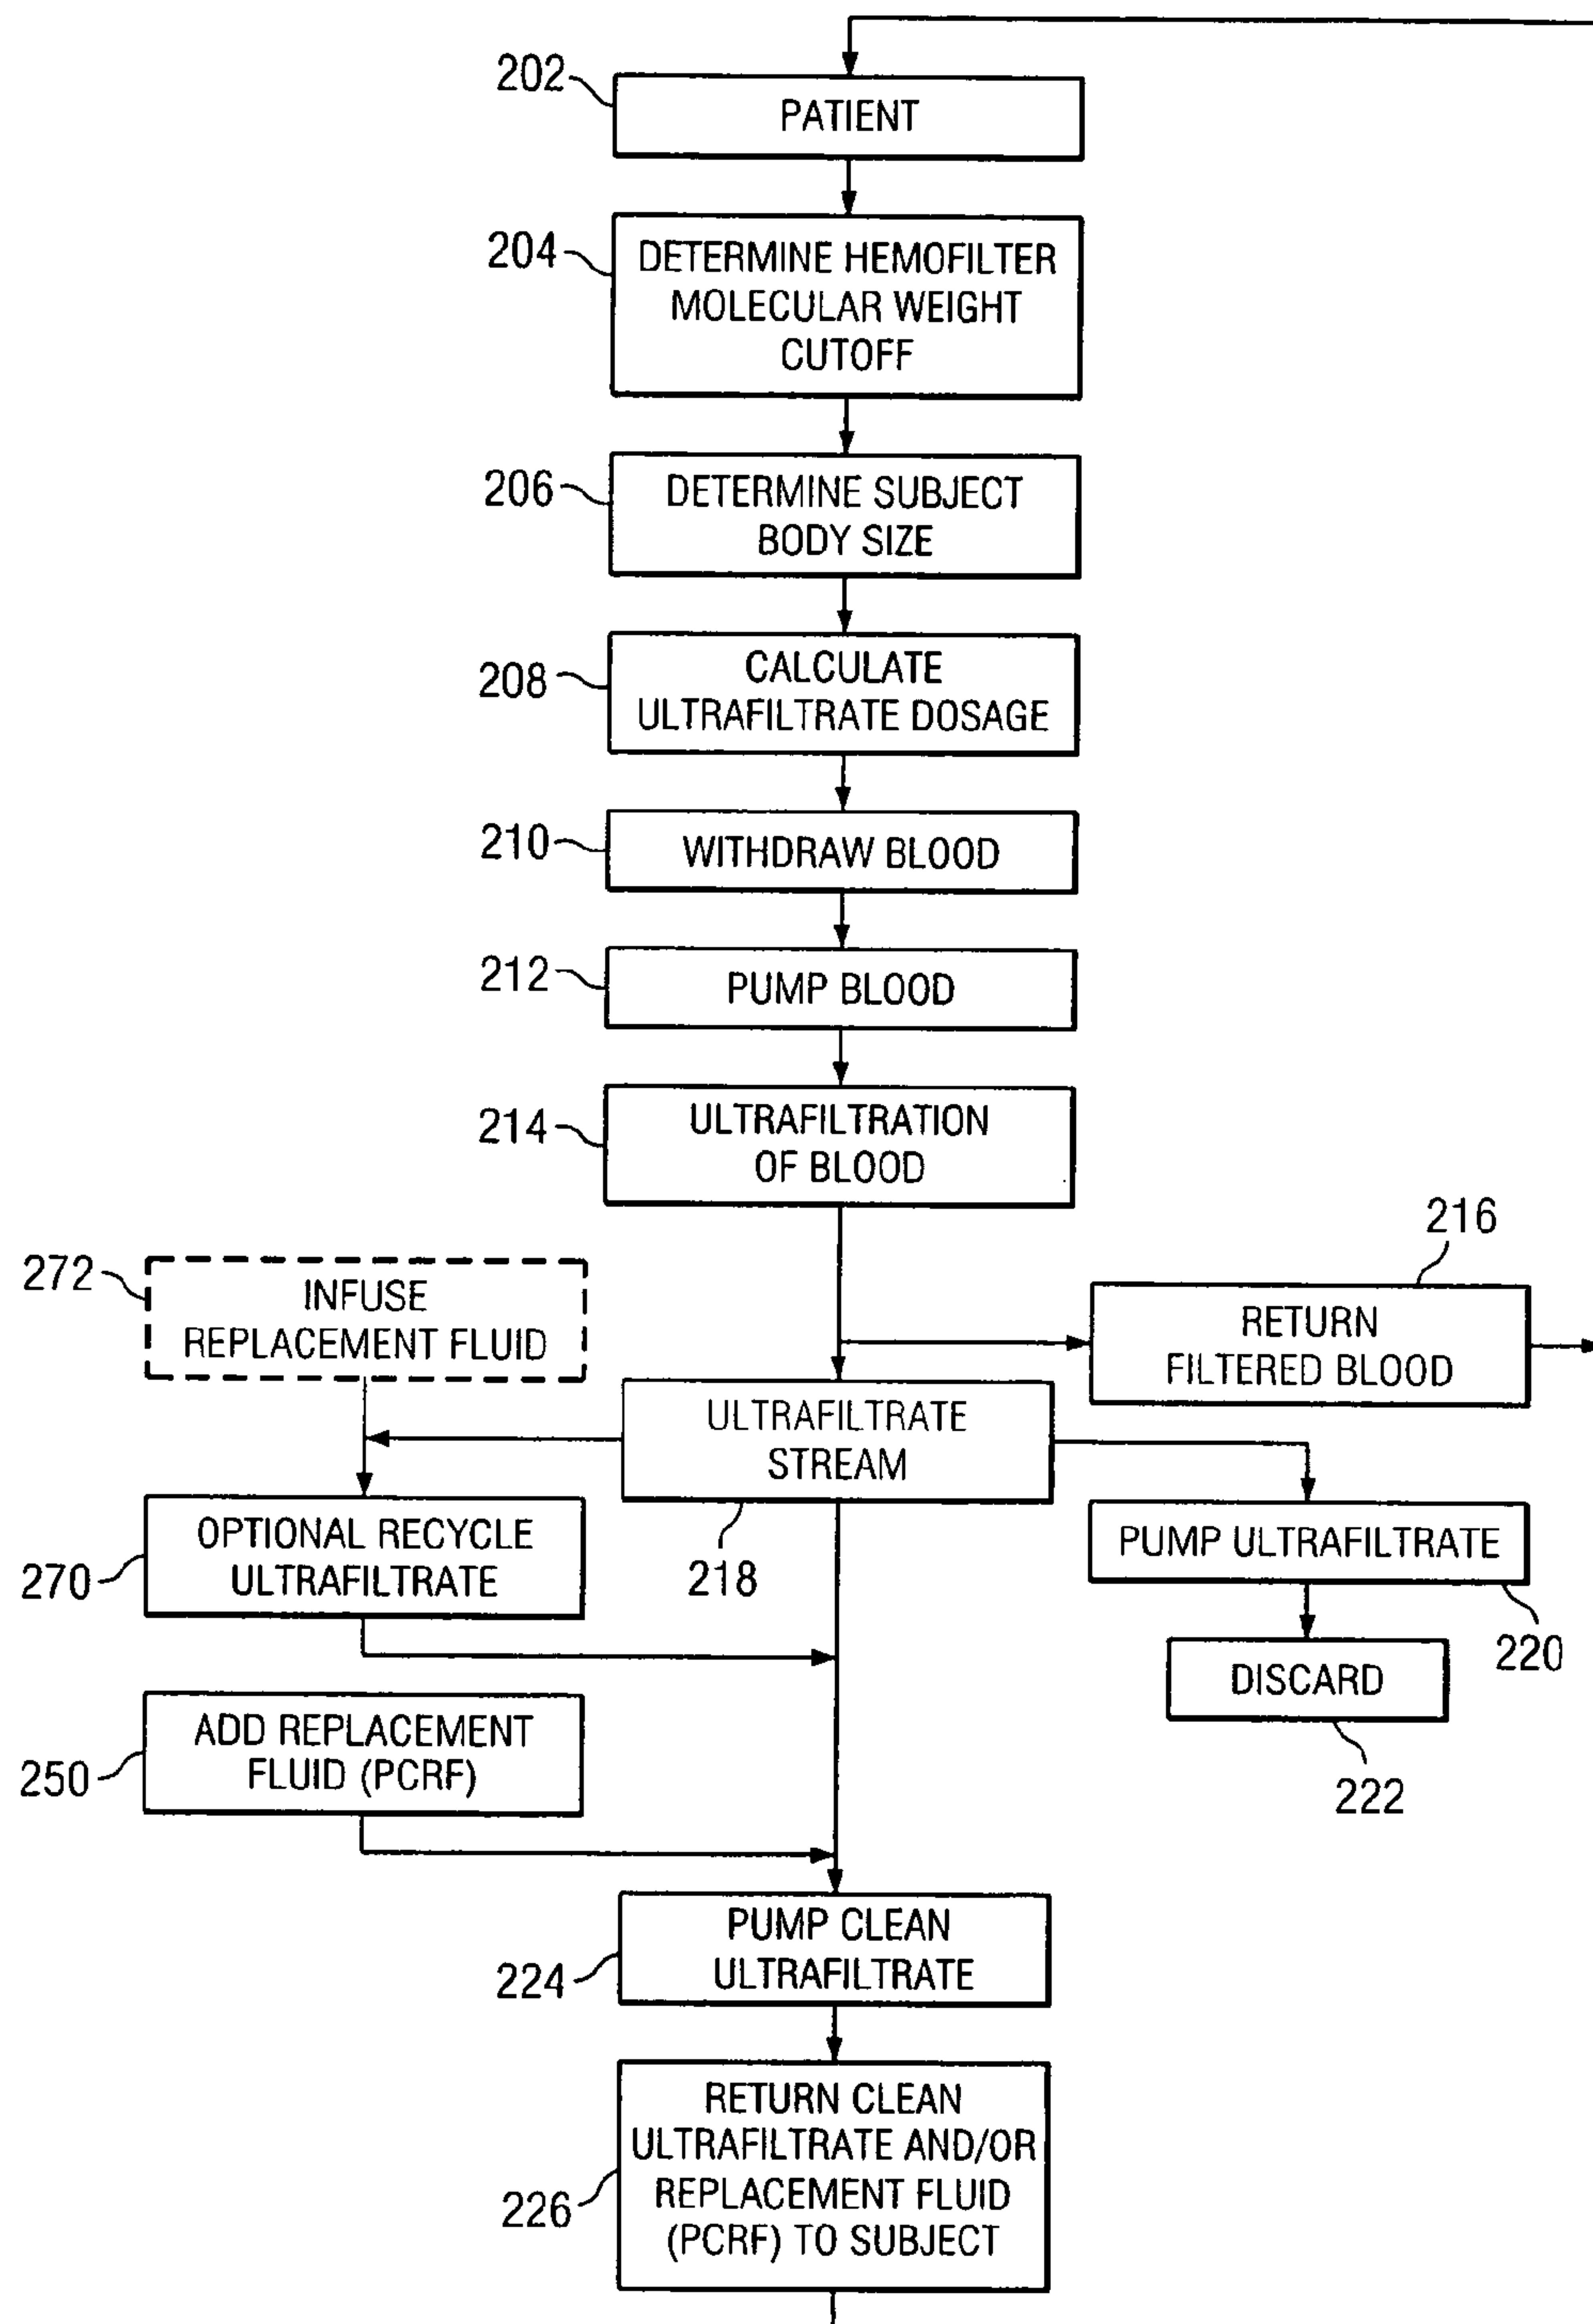 202
PATIENT
204
DETERMINE HEMOFILTER
MOLECULAR WEIGHT
CUTOFF
206
DETERMINE SUBJECT
BODY SIZE
208
CALCULATE
ULTRAFILTRATE DOSAGE
210
WITHDRAW BLOOD
212
PUMP BLOOD
214
ULTRAFILTRATION
OF BLOOD
216
RETURN
FILTERED BLOOD
272
INFUSE
REPLACEMENT FLUID
ULTRAFILTRATE
STREAM
218
270
OPTIONAL RECYCLE
ULTRAFILTRATE
PUMP ULTRAFILTRATE
220
DISCARD
222
250
ADD REPLACEMENT
FLUID (PCRF)
224
PUMP CLEAN
ULTRAFILTRATE
226
RETURN CLEAN
ULTRAFILTRATE AND/OR
REPLACEMENT FLUID
(PCRF) TO SUBJECT